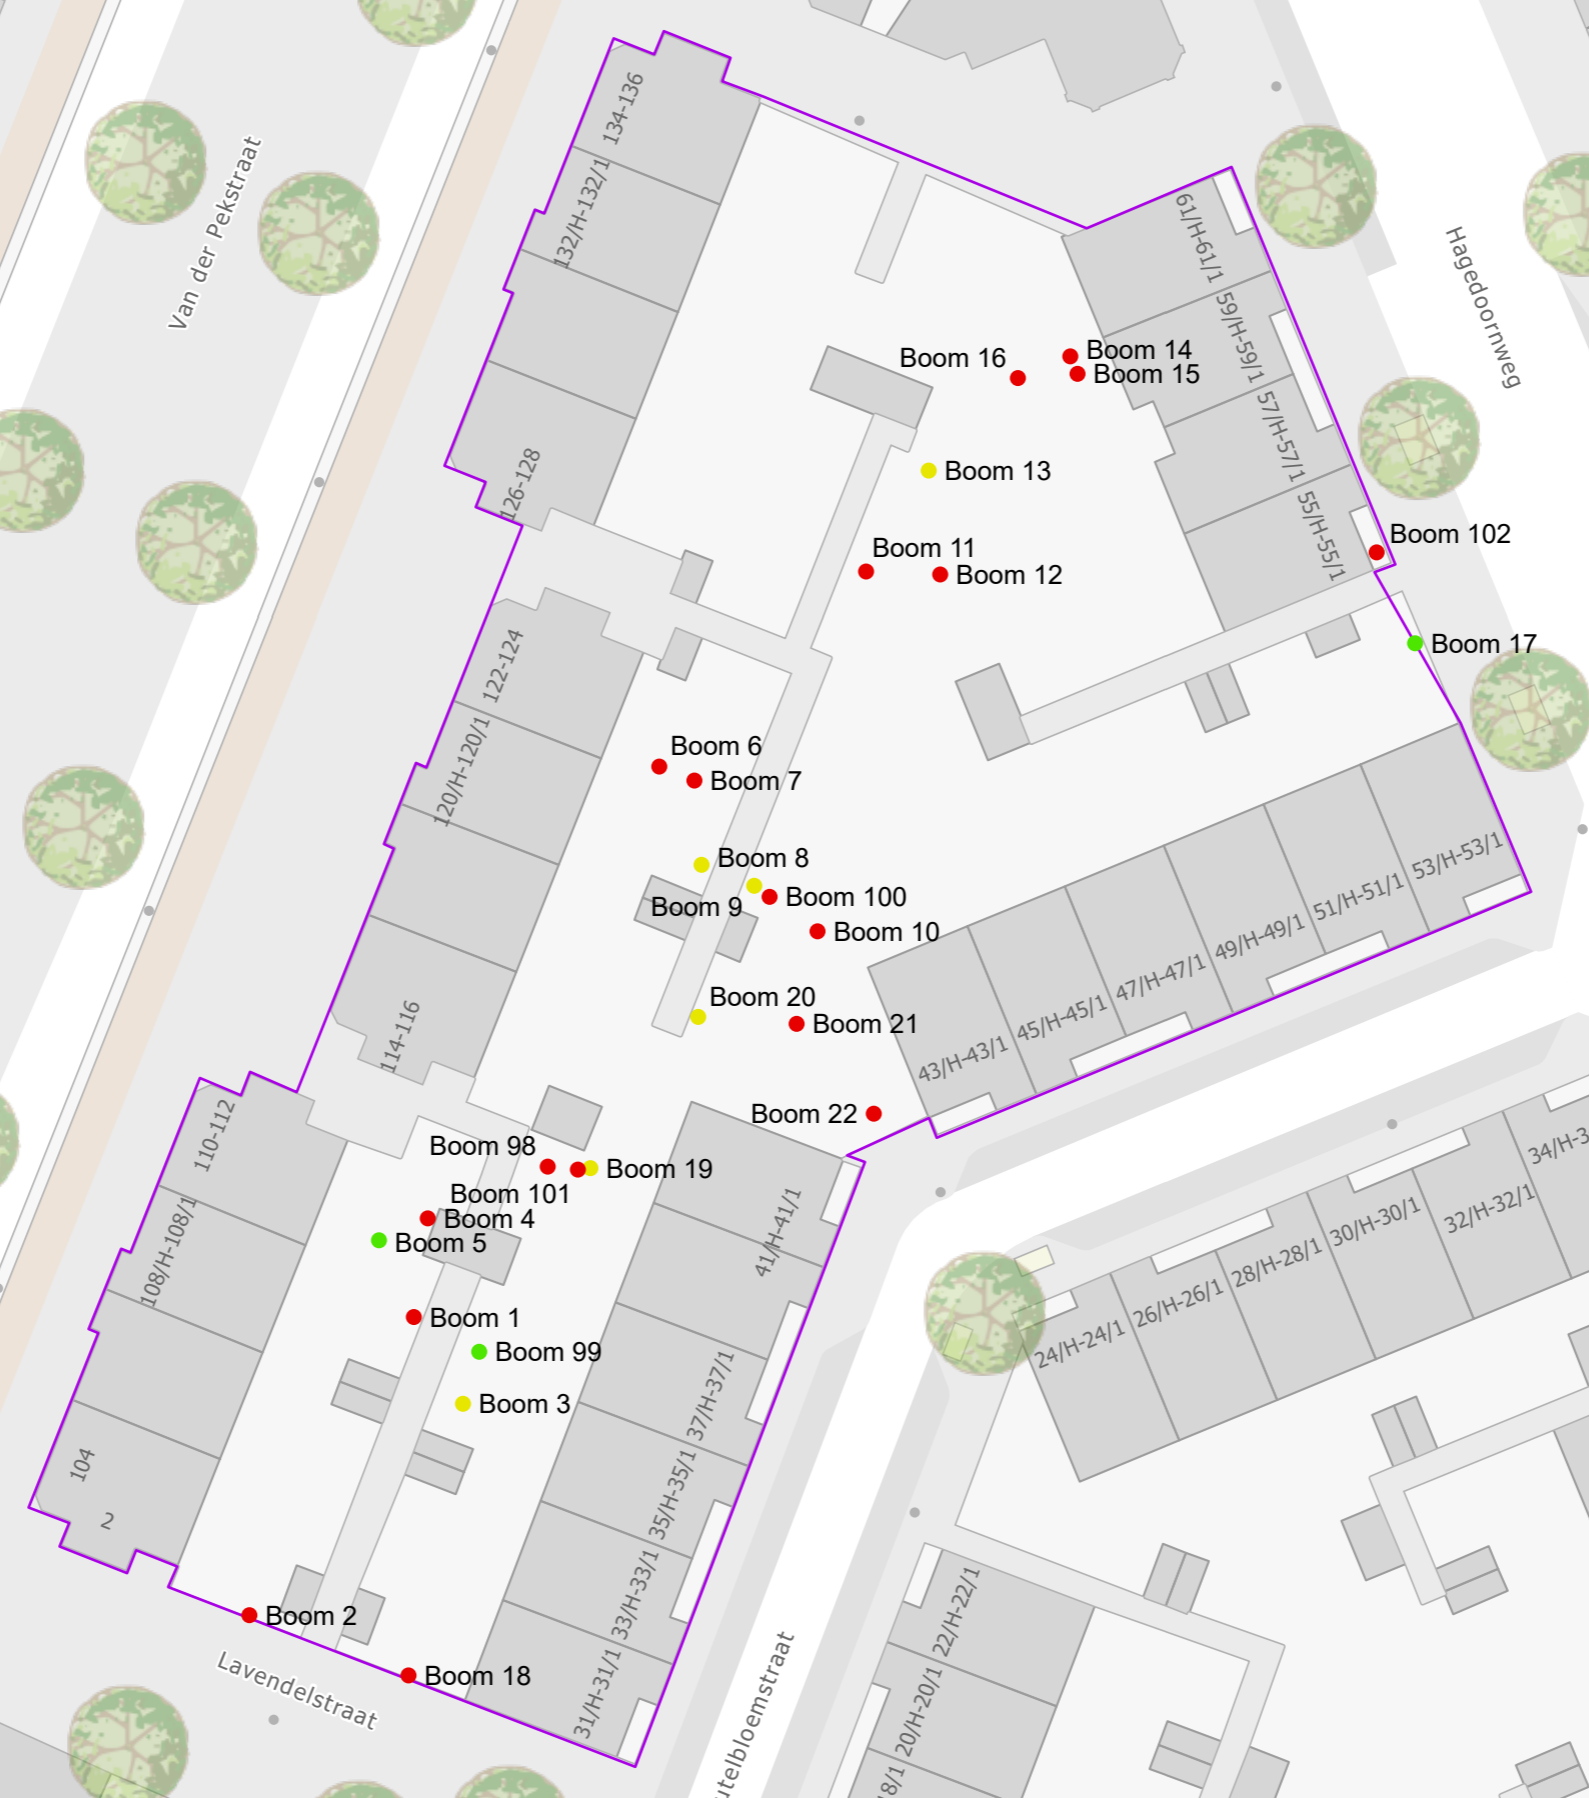 134-136
132/H-132/1
Van der Pekstraat
61/H-61/1
Hagedoornweg
59/H-59/1
Boom 16
Boom 14
Boom 15
57/H-57/1
126-128
Boom 13
55/H-55/1
Boom 102
Boom 11
Boom 12
122-124
Boom 17
120/H-120/1
Boom 6
Boom 7
Boom 8
Boom 9
Boom 100
Boom 10
53/H-53/1
51/H-51/1
49/H-49/1
47/H-47/1
45/H-45/1
43/H-43/1
114-116
Boom 20
Boom 21
Boom 22
110-112
Boom 98
Boom 19
Boom 101
Boom 4
Boom 5
108/H-108/1
41/H-41/1
34/H-3
32/H-32/1
30/H-30/1
28/H-28/1
26/H-26/1
24/H-24/1
Boom 1
Boom 99
Boom 3
37/H-37/1
104
2
35/H-35/1
33/H-33/1
31/H-31/1
Boom 2
Boom 18
Lavendelstraat
utelbloemstraat
22/H-22/1
20/H-20/1
8/1